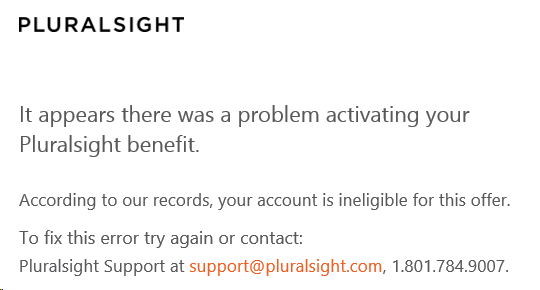 PLURALSIGHT
It appears there was a problem activating your
Pluralsight benefit.
According to our records, your account is ineligible for this offer.
To fix this error try again or contact:
Pluralsight Support at support@pluralsight.com, 1.801.784.9007.